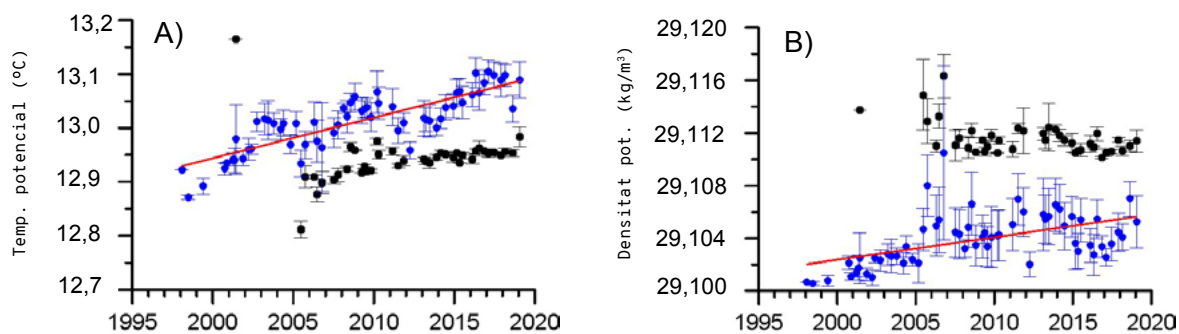 A)
Temp. potencial (ºC)
13,2
13,1
13,0
12,9
12,8
12,7
1995 2000 2005 2010 2015 2020
B)
Densitat pot. (kg/m³)
29,120
29,116
29,112
29,108
29,104
29,100
1995 2000 2005 2010 2015 2020